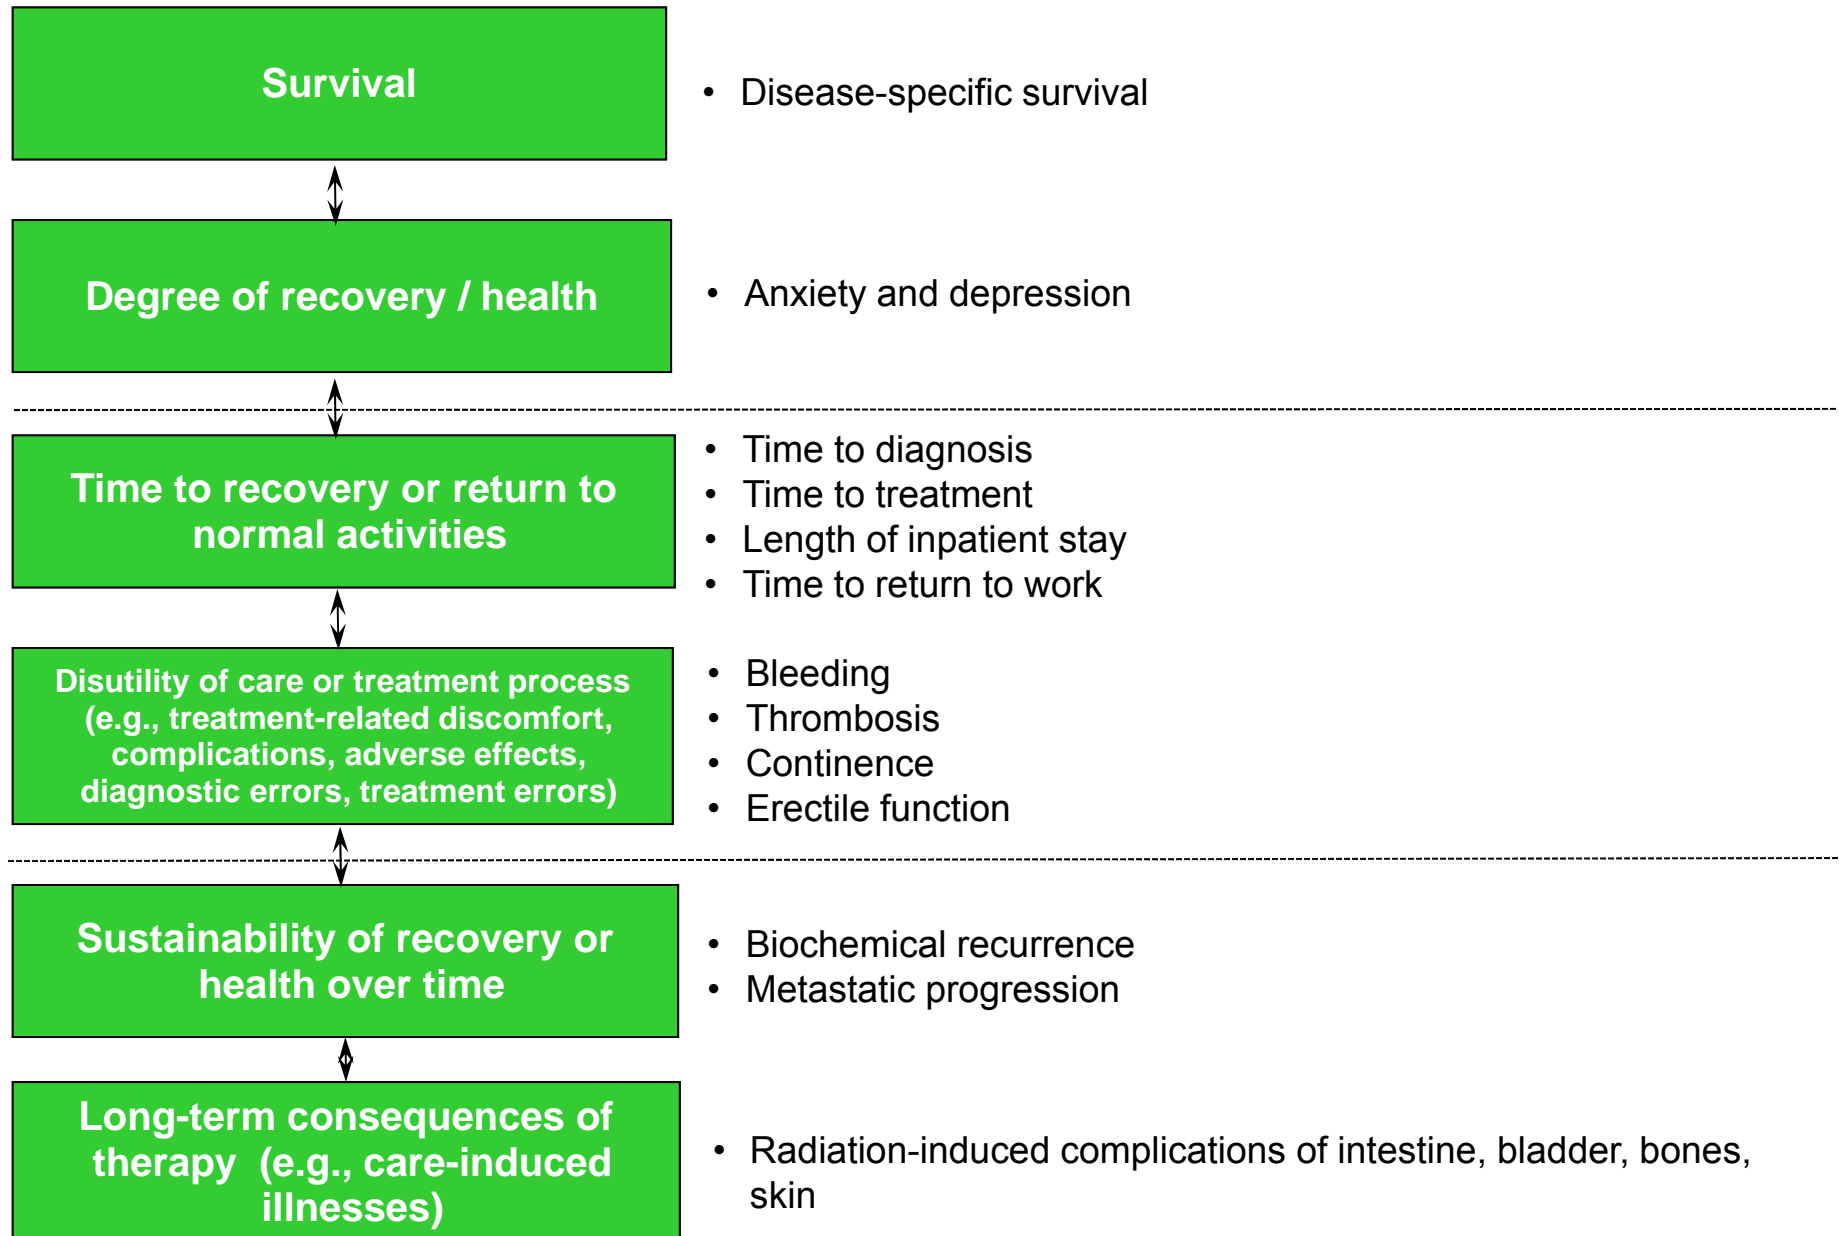 Survival
• Disease-specific survival
Degree of recovery / health
• Anxiety and depression
Time to recovery or return to
normal activities
• Time to diagnosis
• Time to treatment
• Length of inpatient stay
• Time to return to work
Disutility of care or treatment process
(e.g., treatment-related discomfort,
complications, adverse effects,
diagnostic errors, treatment errors)
• Bleeding
• Thrombosis
• Continence
• Erectile function
Sustainability of recovery or
health over time
• Biochemical recurrence
• Metastatic progression
Long-term consequences of
therapy (e.g., care-induced
illnesses)
• Radiation-induced complications of intestine, bladder, bones,
skin